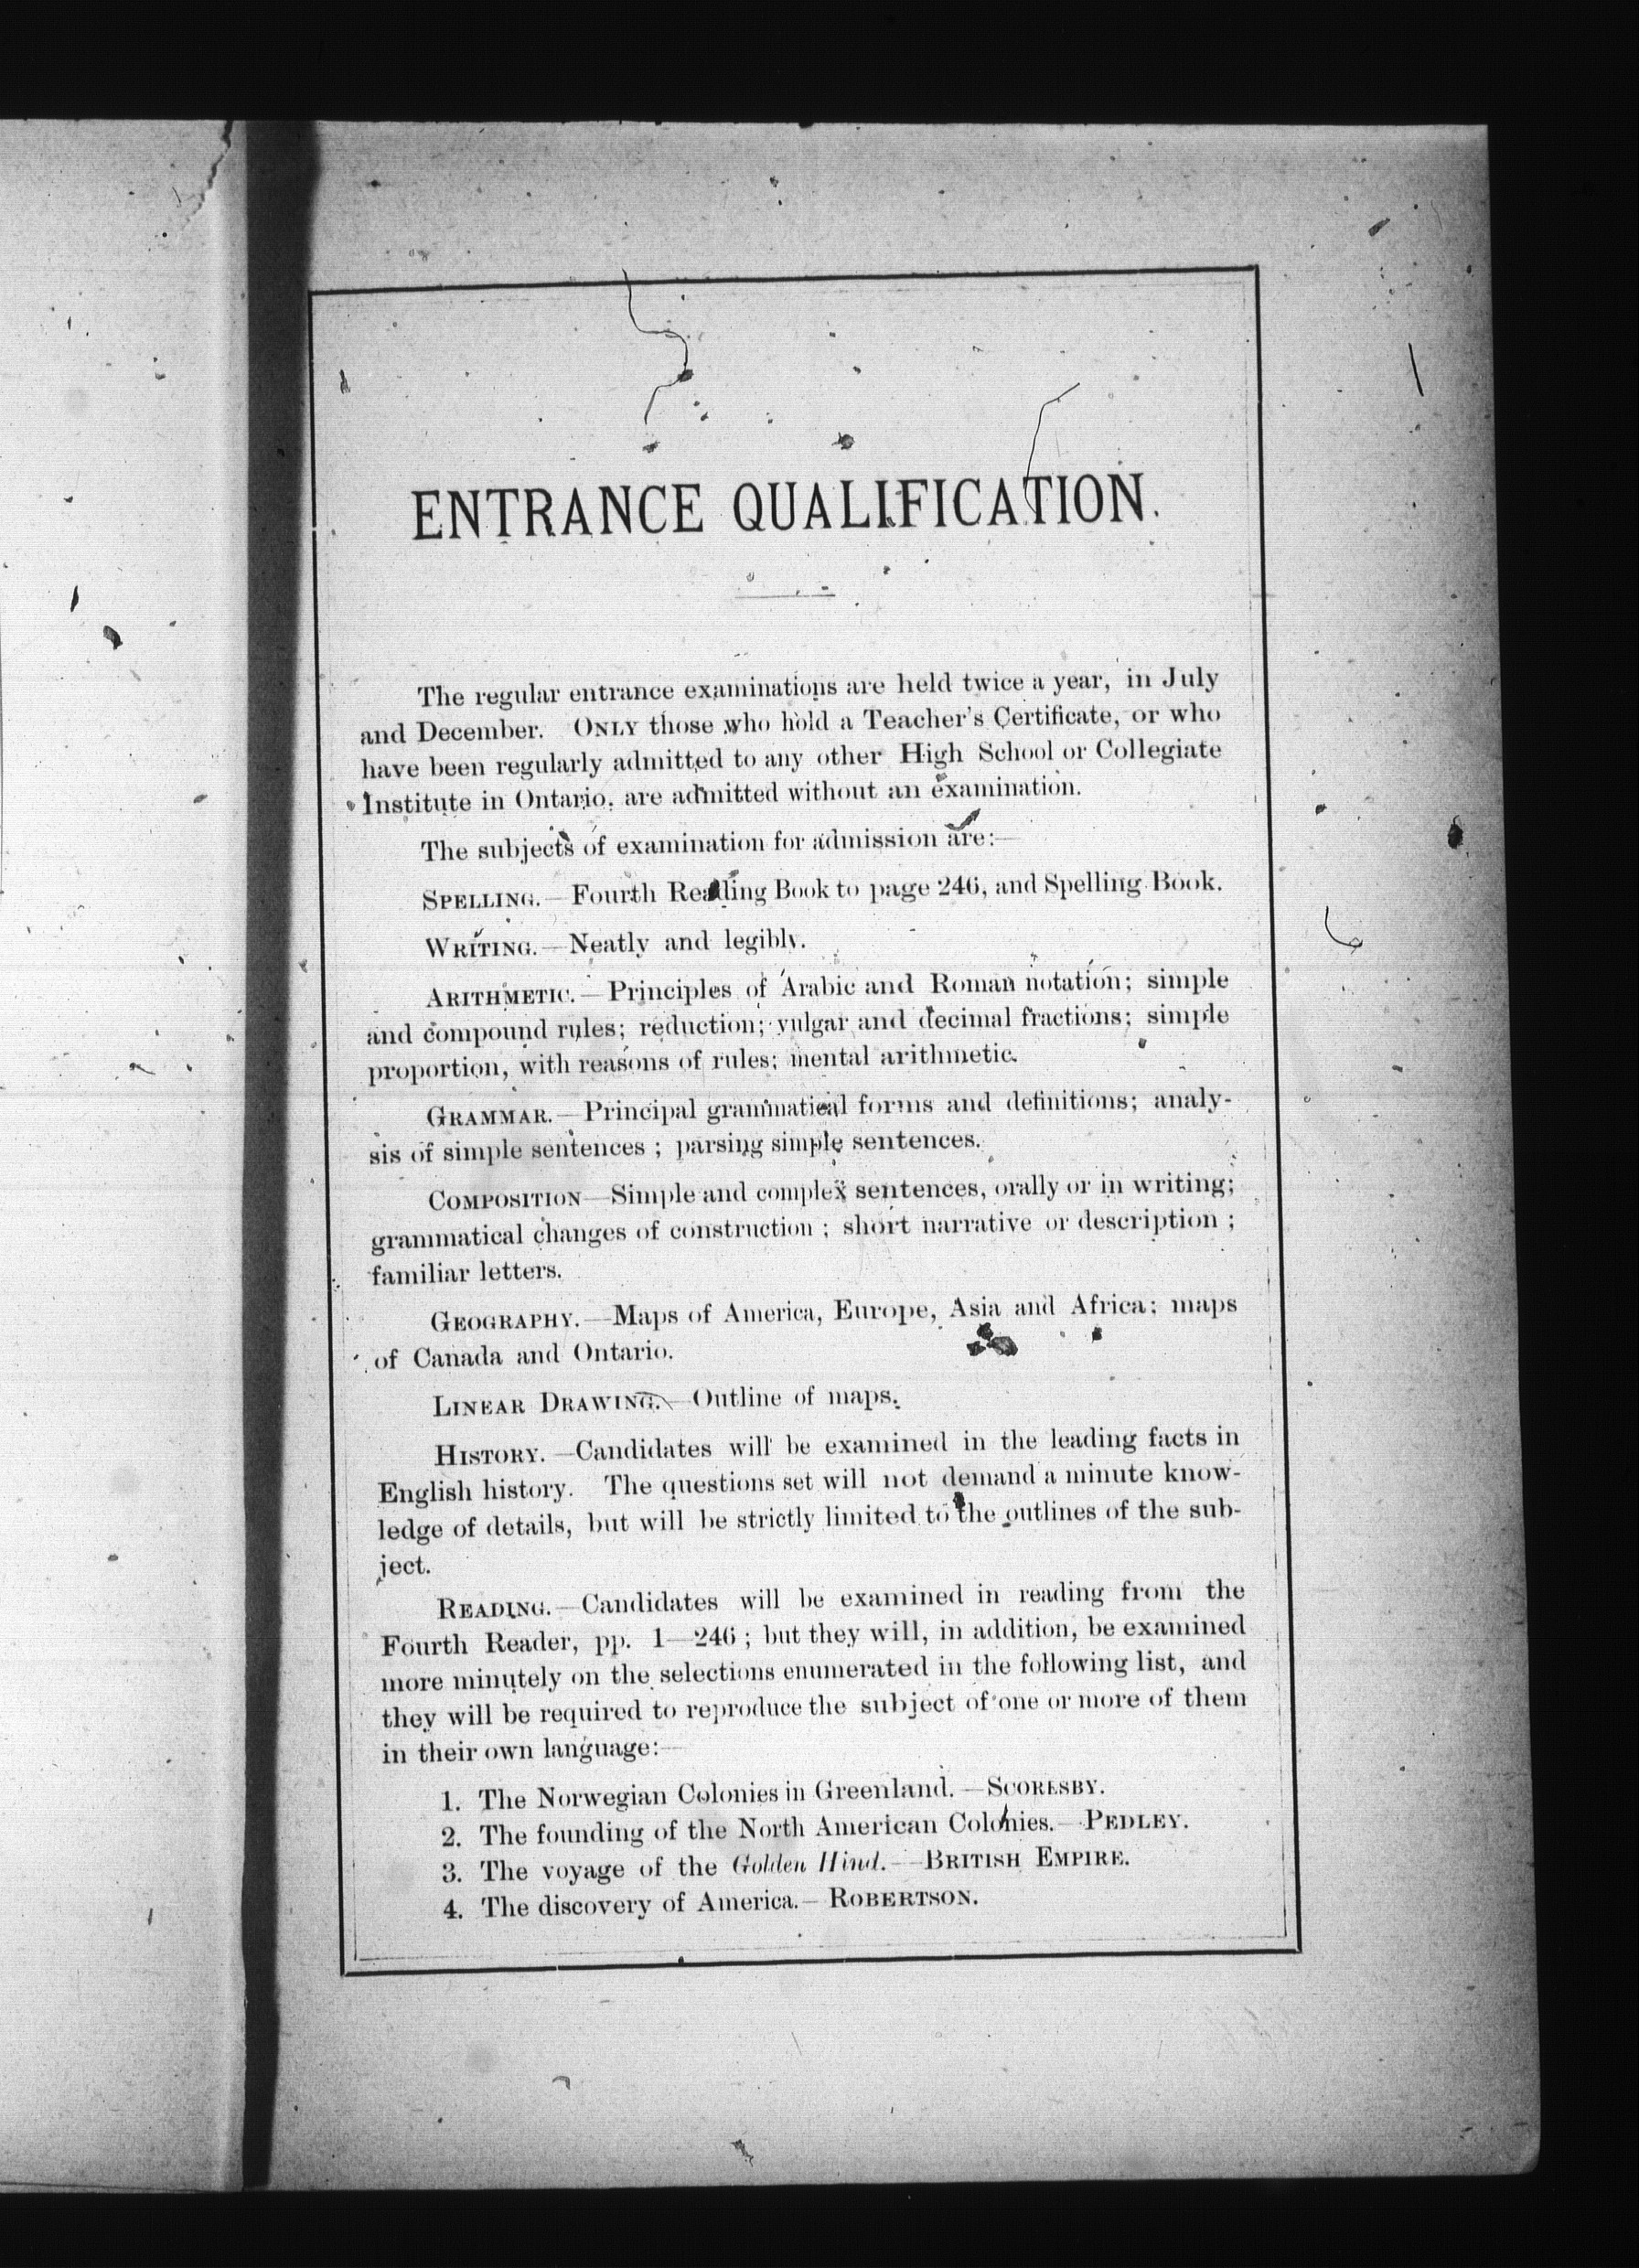 ENTRANCE QUALIFICATION.
The regular entrance examinations are held twice a year, in July
and December. ONLY those who hold a Teacher's Certificate, or who
have been regularly admitted to any other High School or Collegiate
Institute in Ontario, are admitted without an examination.
The subjects of examination for admission are:—
SPELLING.—Fourth Reading Book to page 246, and Spelling Book.
WRITING.—Neatly and legibly.
ARITHMETIC.—Principles of Arabic and Roman notation; simple
and compound rules; reduction; vulgar and decimal fractions; simple
proportion, with reasons of rules; mental arithmetic.
GRAMMAR.—Principal grammatical forms and definitions; analy-
sis of simple sentences; parsing simple sentences.
COMPOSITION—Simple and complex sentences, orally or in writing;
grammatical changes of construction; short narrative or description;
familiar letters.
GEOGRAPHY.—Maps of America, Europe, Asia and Africa; maps
of Canada and Ontario.
LINEAR DRAWING.—Outline of maps.
HISTORY.—Candidates will be examined in the leading facts in
English history. The questions set will not demand a minute know-
ledge of details, but will be strictly limited to the outlines of the sub-
ject.
READING.—Candidates will be examined in reading from the
Fourth Reader, pp. 1—246; but they will, in addition, be examined
more minutely on the selections enumerated in the following list, and
they will be required to reproduce the subject of one or more of them
in their own language:—
1. The Norwegian Colonies in Greenland.—SCORESBY.
2. The founding of the North American Colonies.—PEDLEY.
3. The voyage of the Golden Hind.—BRITISH EMPIRE.
4. The discovery of America.—ROBERTSON.